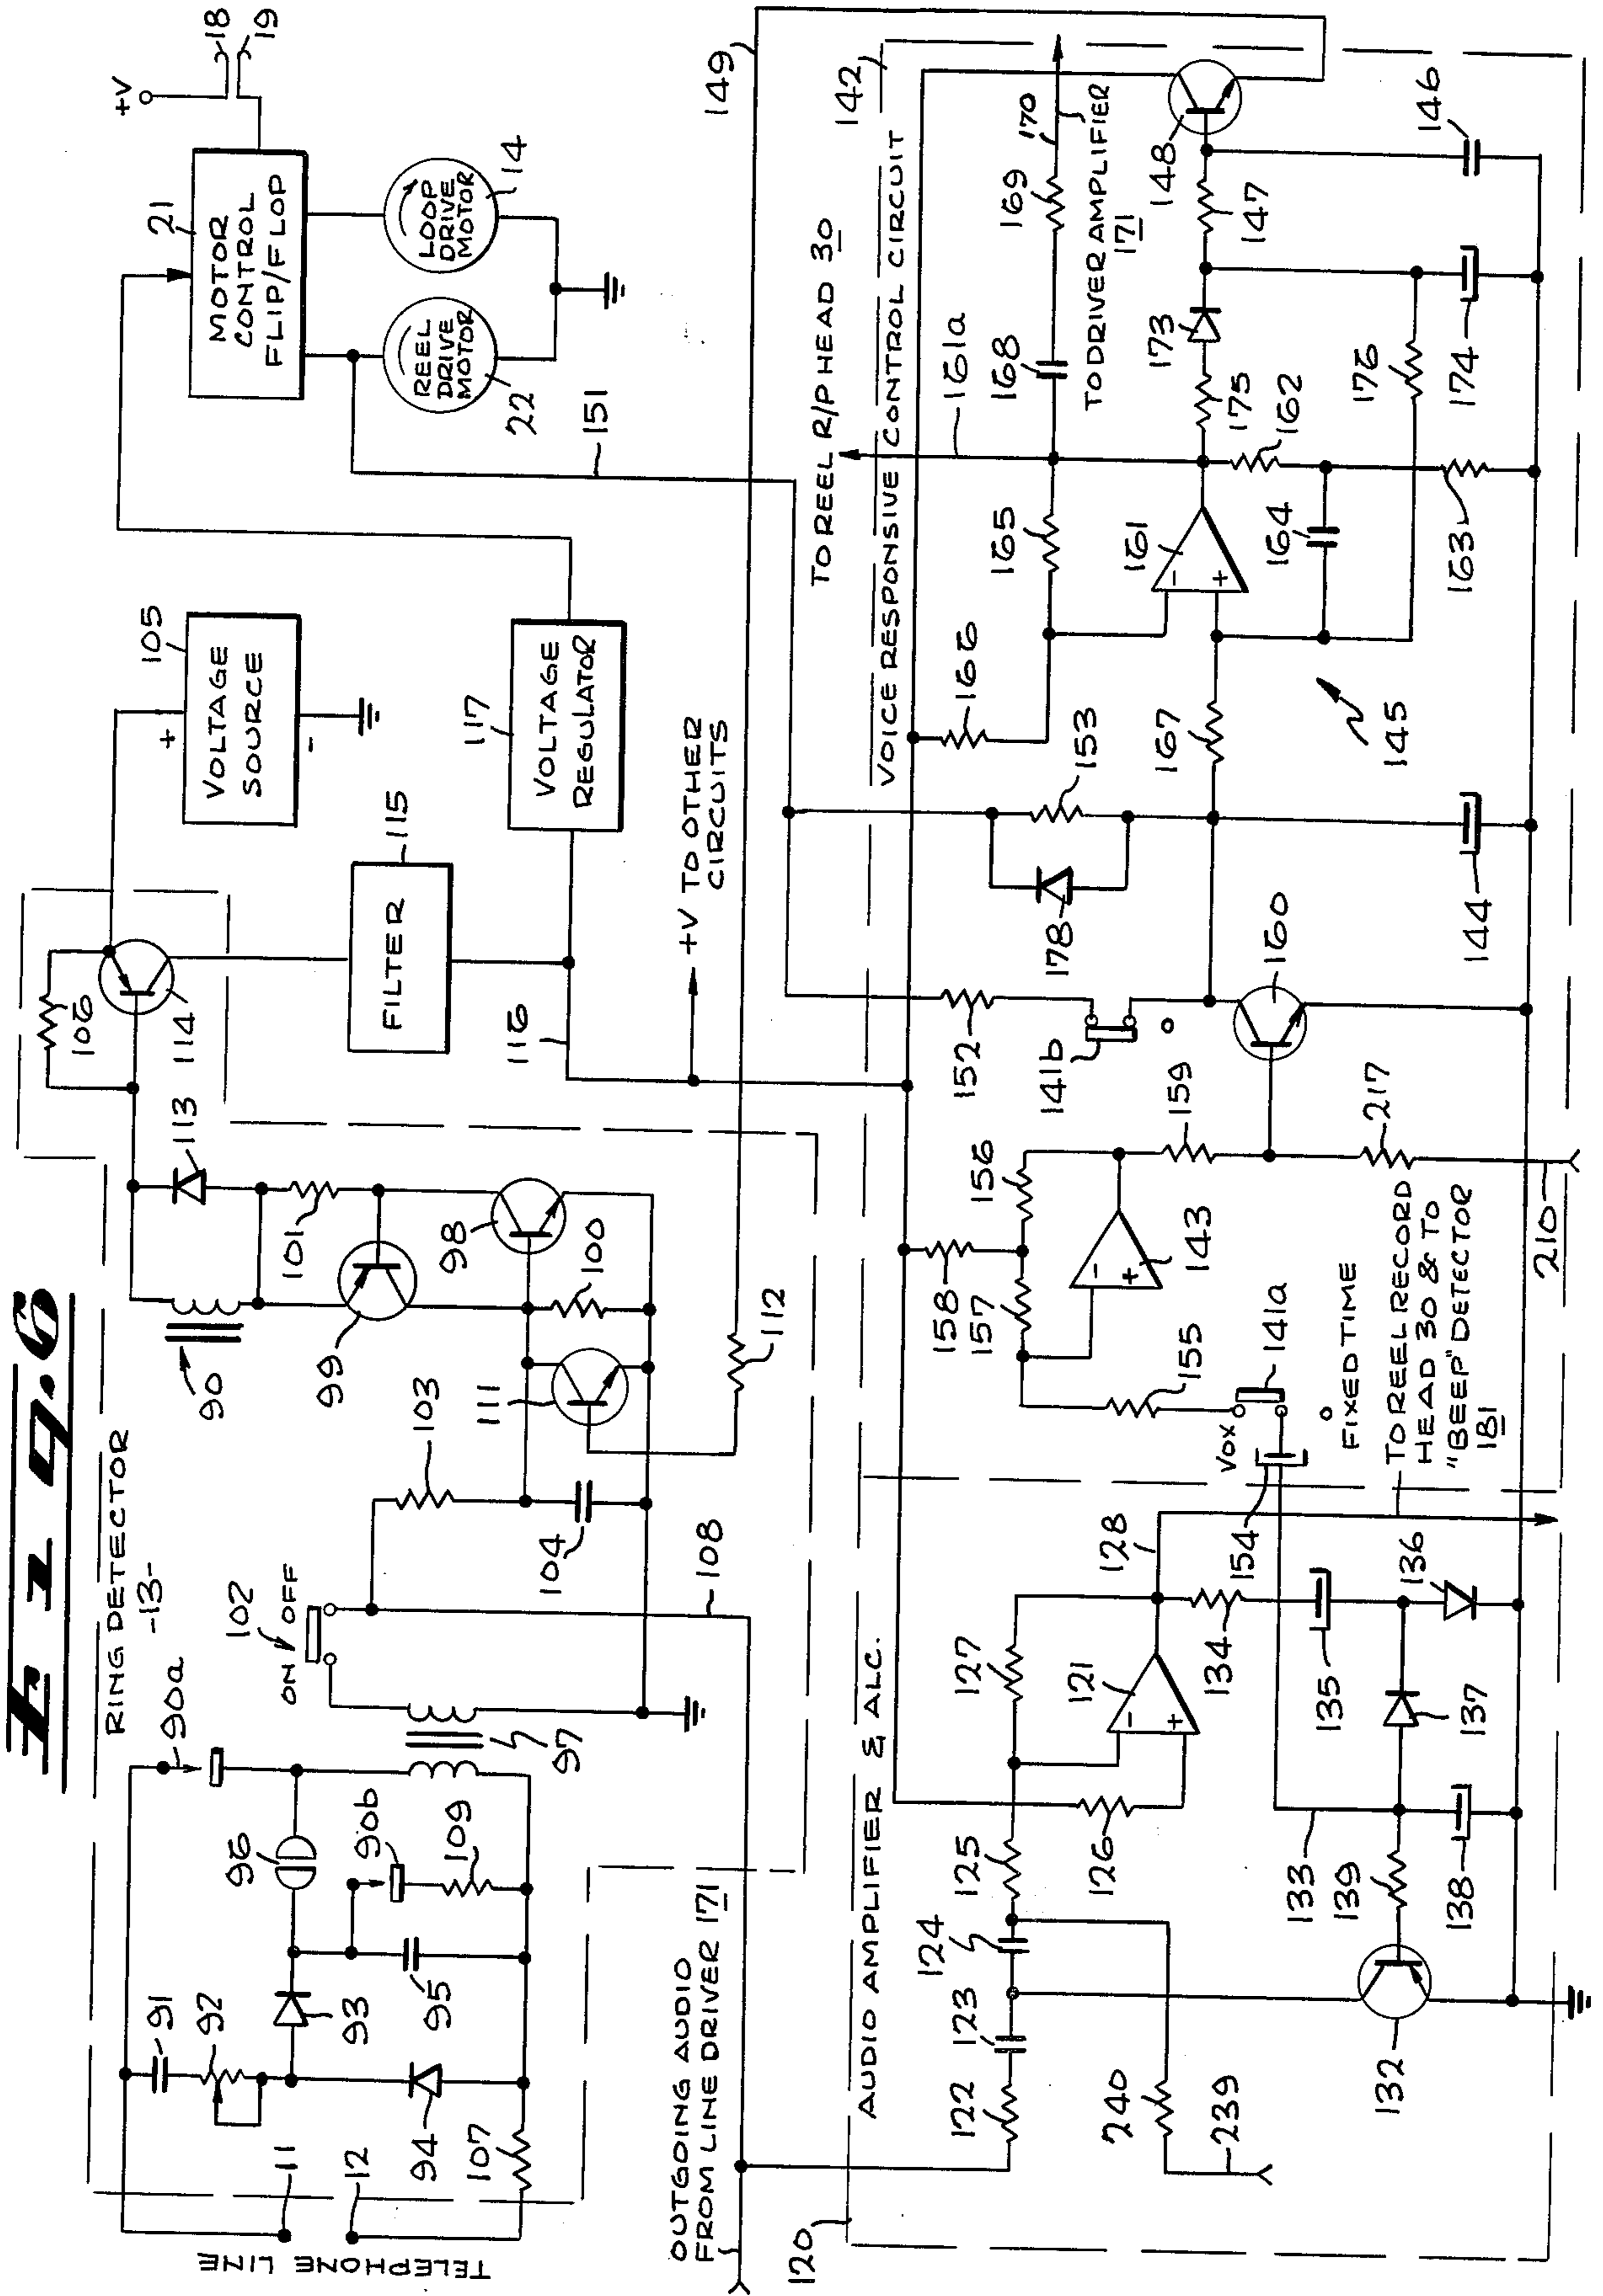 Fig. 6
RING DETECTOR
-13-
TELEPHONE LINE
11
12
91
92
93
94
95
107
96
90a
90b
109
97
102
ON
OFF
108
103
104
111
112
100
98
99
101
90
113
106
114
FILTER
115
116
+V TO OTHER
CIRCUITS
VOLTAGE
SOURCE
+
-
105
VOLTAGE
REGULATOR
117
MOTOR
CONTROL
FLIP/FLOP
21
+V
18
19
LOOP
DRIVE
MOTOR
14
REEL
DRIVE
MOTOR
22
151
149
OUTGOING AUDIO
FROM LINE DRIVER 171
120
AUDIO AMPLIFIER & ALC.
122
123
124
125
126
127
121
-
+
128
134
135
136
137
138
139
133
132
240
239
154
VOX
141a
FIXED TIME
TO REEL RECORD
HEAD 30 & TO
"BEEP" DETECTOR
181
155
157
158
156
143
-
+
159
217
210
160
141b
152
178
153
144
167
145
166
165
161
-
+
164
163
162
175
173
176
174
147
148
146
168
169
170
161a
TO REEL R/P HEAD 30
TO DRIVER AMPLIFIER
171
VOICE RESPONSIVE CONTROL CIRCUIT
142